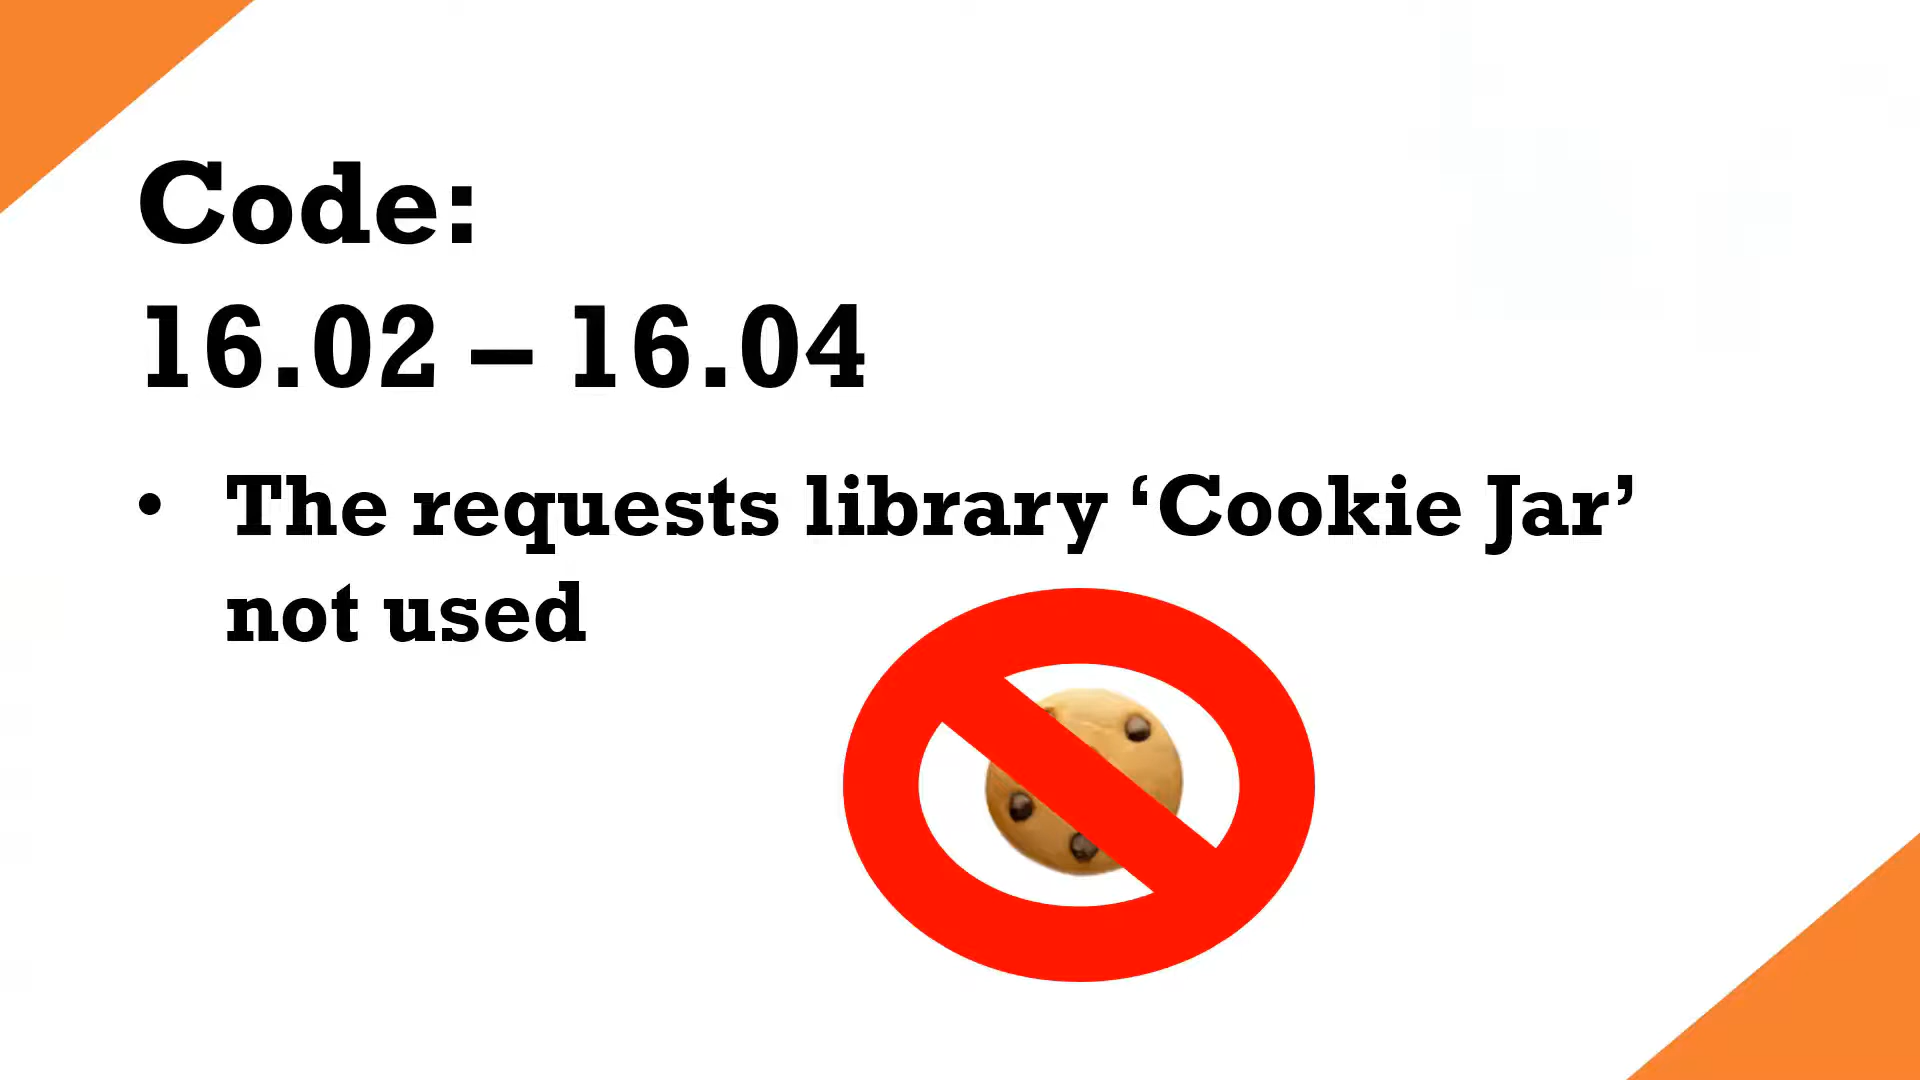 Code:
16.02 – 16.04
• The requests library ‘Cookie Jar’
not used